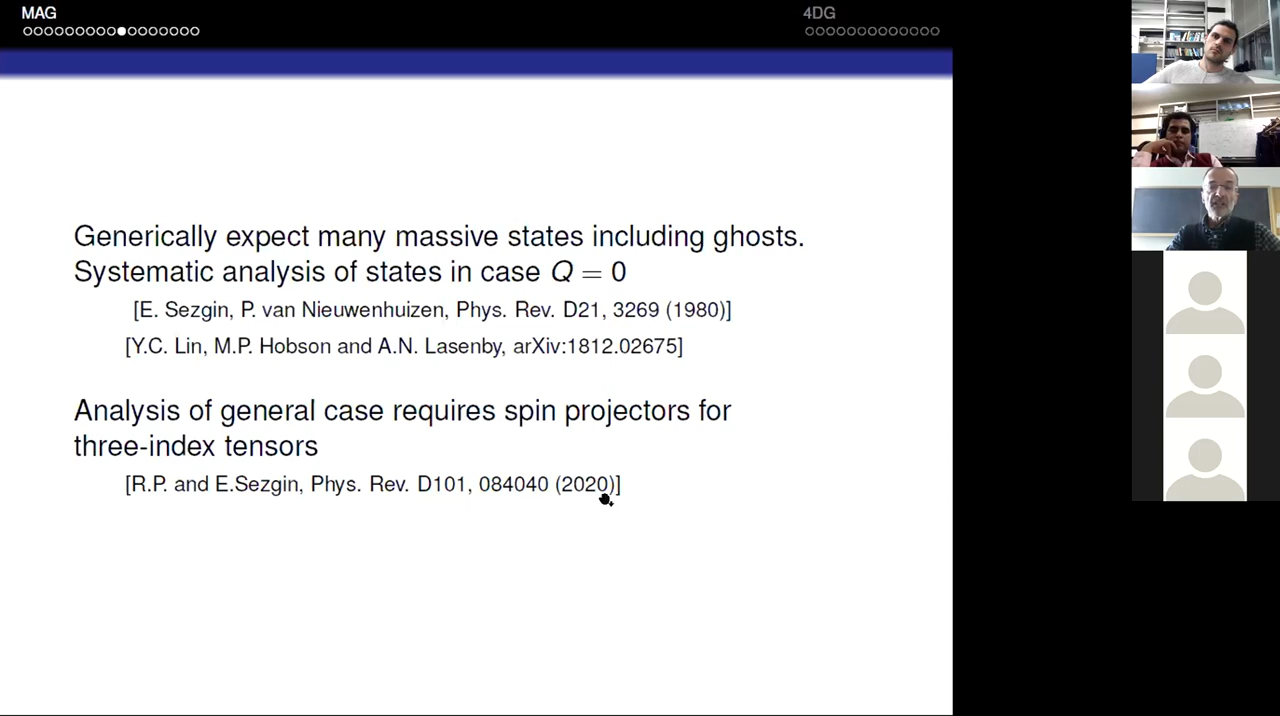 MAG
4DG
Generically expect many massive states including ghosts.
Systematic analysis of states in case Q = 0
[E. Sezgin, P. van Nieuwenhuizen, Phys. Rev. D21, 3269 (1980)]
[Y.C. Lin, M.P. Hobson and A.N. Lasenby, arXiv:1812.02675]
Analysis of general case requires spin projectors for
three-index tensors
[R.P. and E.Sezgin, Phys. Rev. D101, 084040 (2020)]